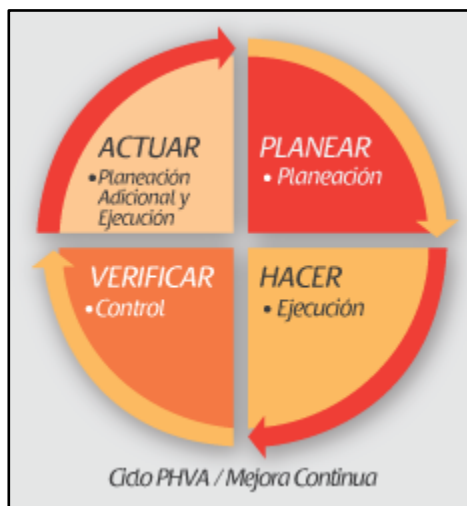 ACTUAR
•Planeación
Adicional y
Ejecución
PLANEAR
• Planeación
VERIFICAR
•Control
HACER
• Ejecución
Ciclo PHVA / Mejora Continua